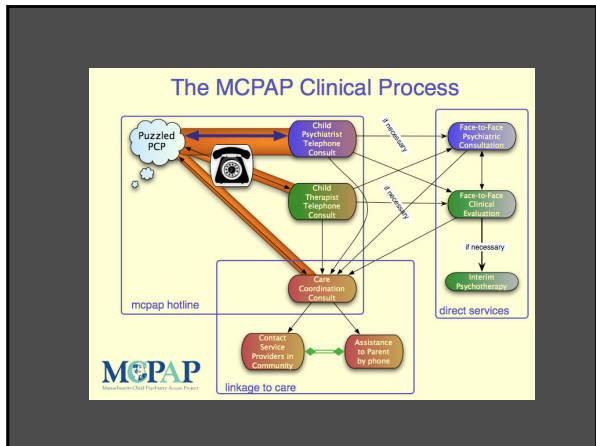 The MCPAP Clinical Process
Puzzled
PCP
Child
Psychiatrist
Telephone
Consult
if necessary
Face-to-Face
Psychiatric
Consultation
Child
Therapist
Telephone
Consult
if necessary
Face-to-Face
Clinical
Evaluation
if necessary
Interim
Psychotherapy
direct services
Care
Coordination
Consult
mcpap hotline
Contact
Service
Providers in
Community
Assistance
to Parent
by phone
linkage to care
MCPAP
Massachusetts Child Psychiatry Access Project